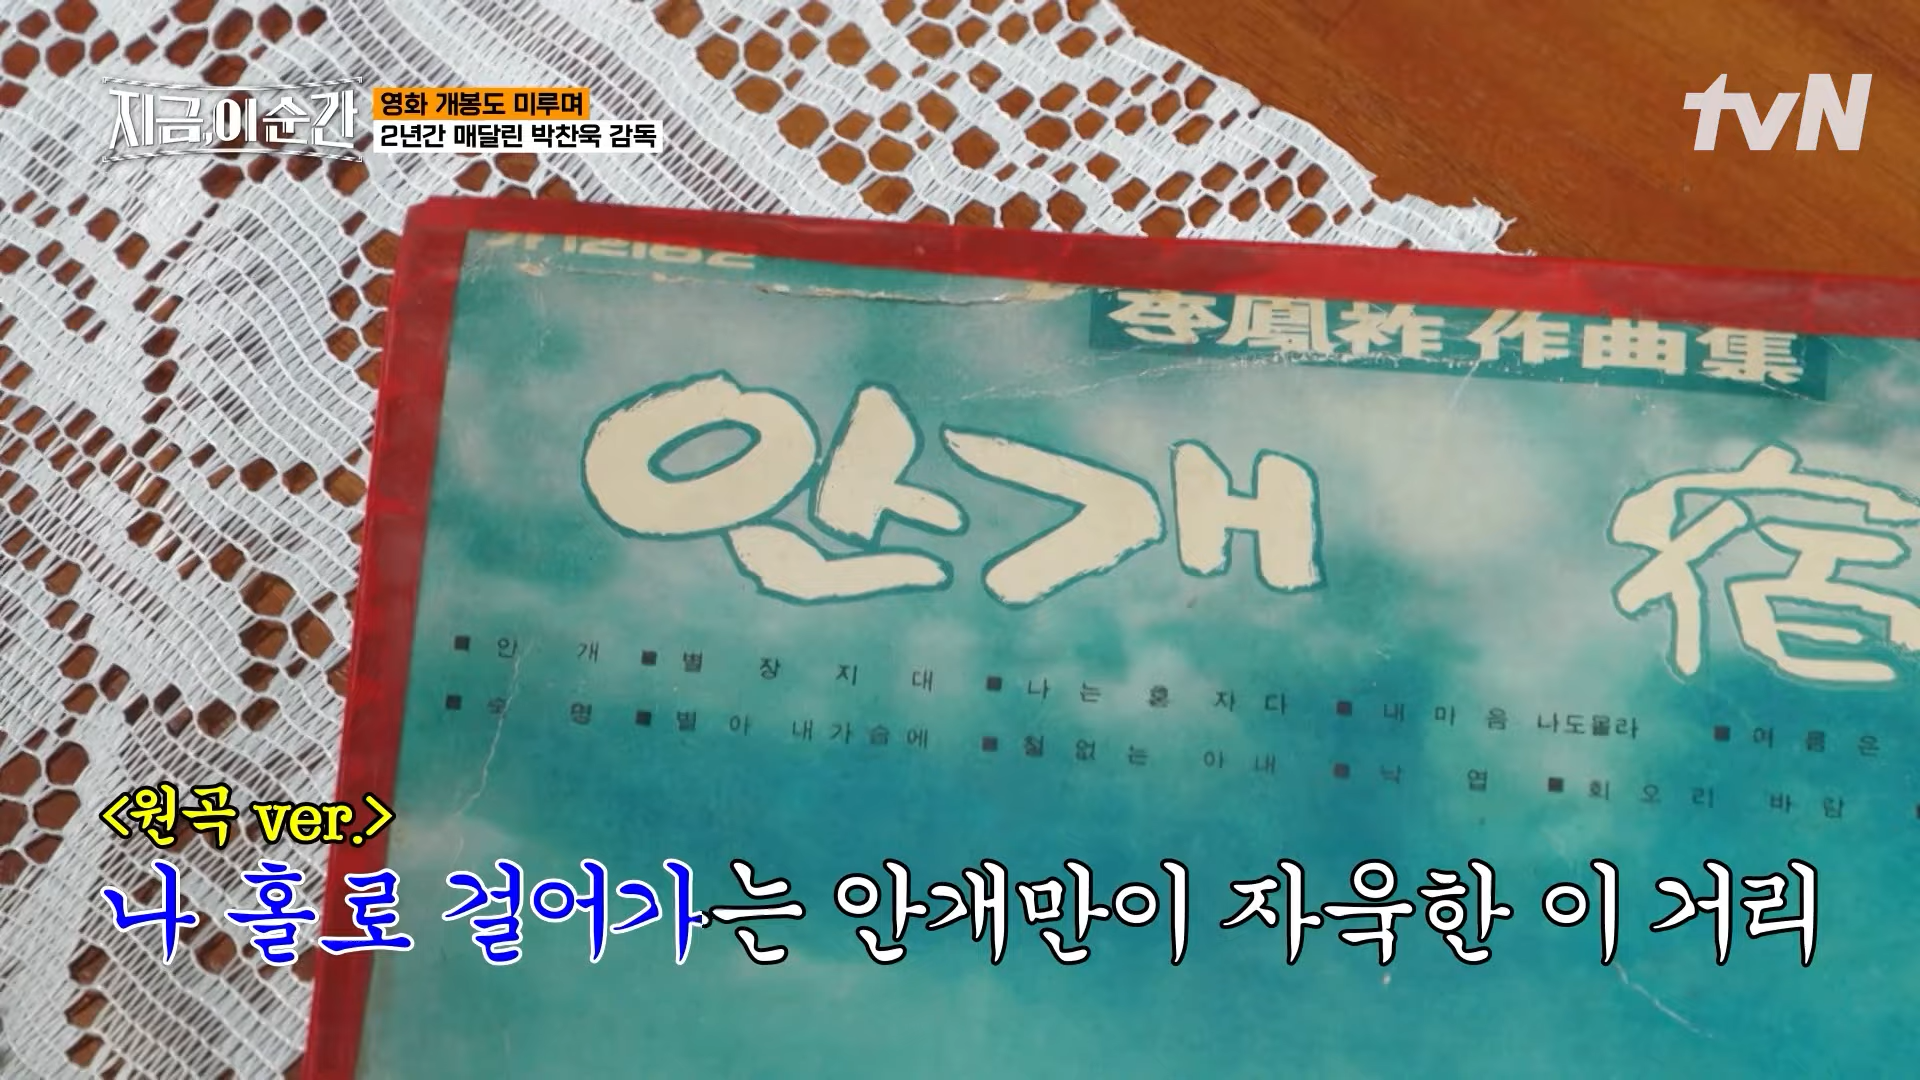 지금, 이 순간
영화 개봉도 미루며
2년간 매달린 박찬욱 감독
tvN
李鳳祚 作曲集
안개 宿
■ 안 개 ■ 별 장 지 대 ■ 나 는 혼 자 다 ■ 내 마 음 나도몰라 ■ 여 름 은
■ 숙 명 ■ 별 아 내가슴에 ■ 철 없 는 아 내 ■ 낙 엽 ■ 회 오 리 바 람
<원곡 ver.>
나 홀로 걸어가는 안개만이 자욱한 이 거리